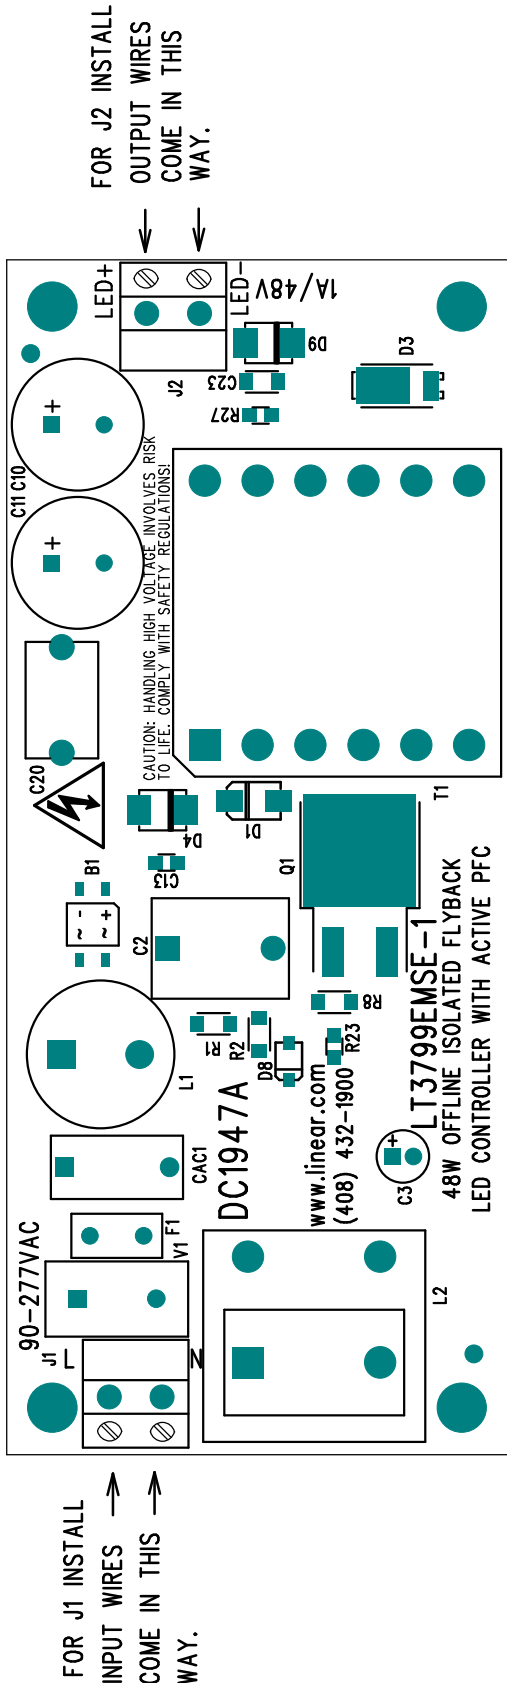 FOR J2 INSTALL
OUTPUT WIRES
COME IN THIS
WAY.
LED+
LED-
1A/48V
J2
D9
D3
C23
R27
C11 C10
+
+
CAUTION: HANDLING HIGH VOLTAGE INVOLVES RISK
TO LIFE. COMPLY WITH SAFETY REGULATIONS!
C20
T1
D4
D1
B1
~ -
~ +
C13
Q1
C2
R8
R1
R2
R23
D8
L1
CAC1
DC1947A
www.linear.com
(408) 432-1900
LT3799EMSE-1
48W OFFLINE ISOLATED FLYBACK
LED CONTROLLER WITH ACTIVE PFC
+
C3
F1
V1
90-277VAC
J1
L
N
L2
FOR J1 INSTALL
INPUT WIRES
COME IN THIS
WAY.